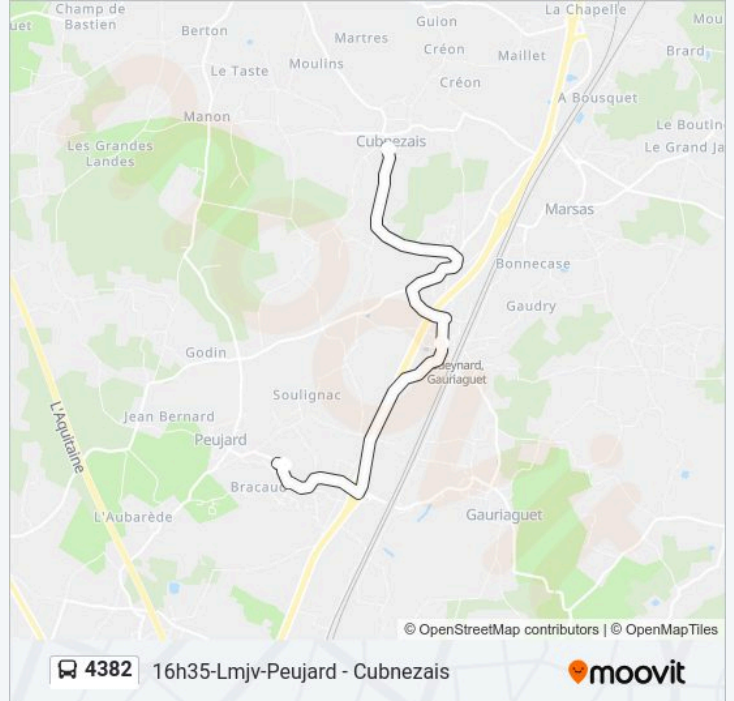 Champ de
Bastien
uet
Berton
Guion
La Chapelle
Mou
Martres
Créon
Maillet
Brard
Le Taste
Moulins
Créon
A Bousquet
Manon
Le Boutin
Les Grandes
Landes
Cubnezais
Le Grand Ja
Marsas
Bonnecase
Gaudry
Godin
Gauriaguet
Soulignac
L'Aquitaine
Jean Bernard
Peujard
Bracaud
L'Aubarède
Gauriaguet
© OpenStreetMap contributors | © OpenMapTiles
4382 16h35-Lmjv-Peujard - Cubnezais moovit